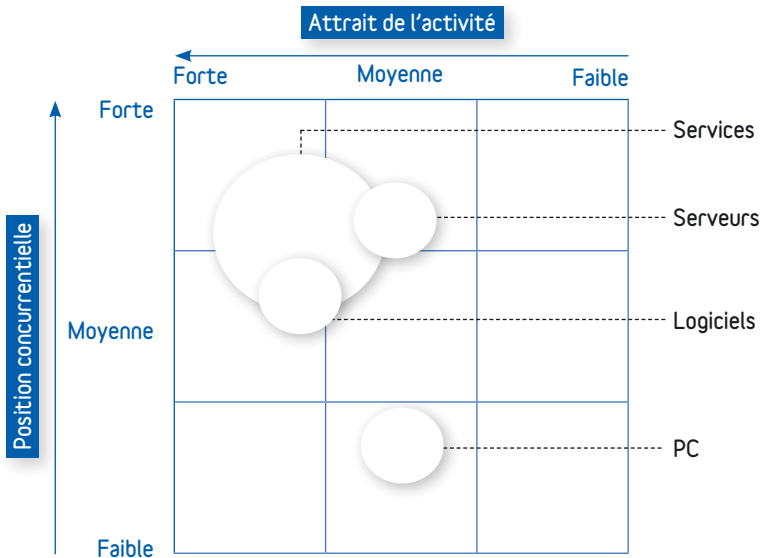 Attrait de l'activité
Forte
Moyenne
Faible
Position concurrentielle
Forte
Moyenne
Faible
Services
Serveurs
Logiciels
PC